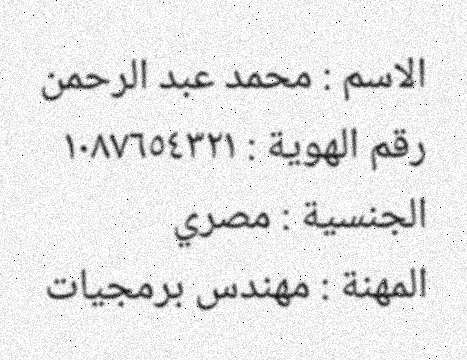 الاسم : محمد عبد الرحمن
رقم الهوية : ١٠٨٧٦٥٤٣٢١
الجنسية : مصري
المهنة : مهندس برمجيات